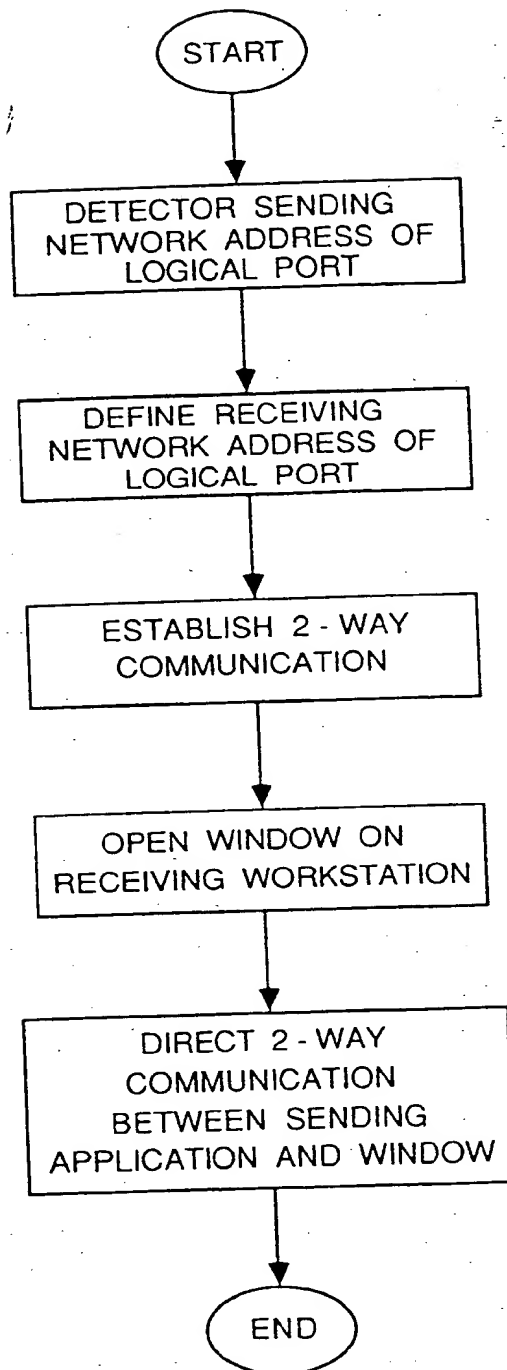 START
DETECTOR SENDING
NETWORK ADDRESS OF
LOGICAL PORT
DEFINE RECEIVING
NETWORK ADDRESS OF
LOGICAL PORT
ESTABLISH 2 - WAY
COMMUNICATION
OPEN WINDOW ON
RECEIVING WORKSTATION
DIRECT 2 - WAY
COMMUNICATION
BETWEEN SENDING
APPLICATION AND WINDOW
END